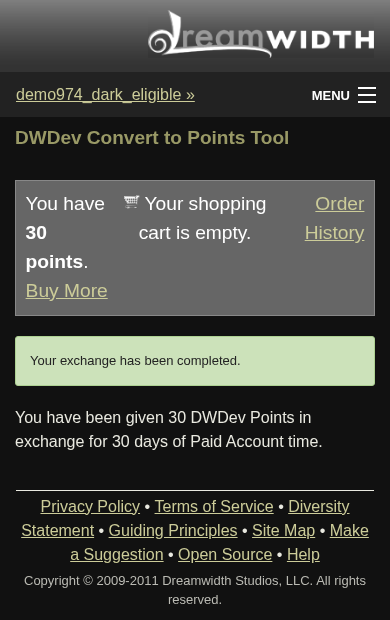 dreamWIDTH
demo974_dark_eligible »
MENU
DWDev Convert to Points Tool
You have
30
points.
Buy More
Your shopping
cart is empty.
Order
History
Your exchange has been completed.
You have been given 30 DWDev Points in
exchange for 30 days of Paid Account time.
Privacy Policy • Terms of Service • Diversity
Statement • Guiding Principles • Site Map • Make
a Suggestion • Open Source • Help
Copyright © 2009-2011 Dreamwidth Studios, LLC. All rights
reserved.